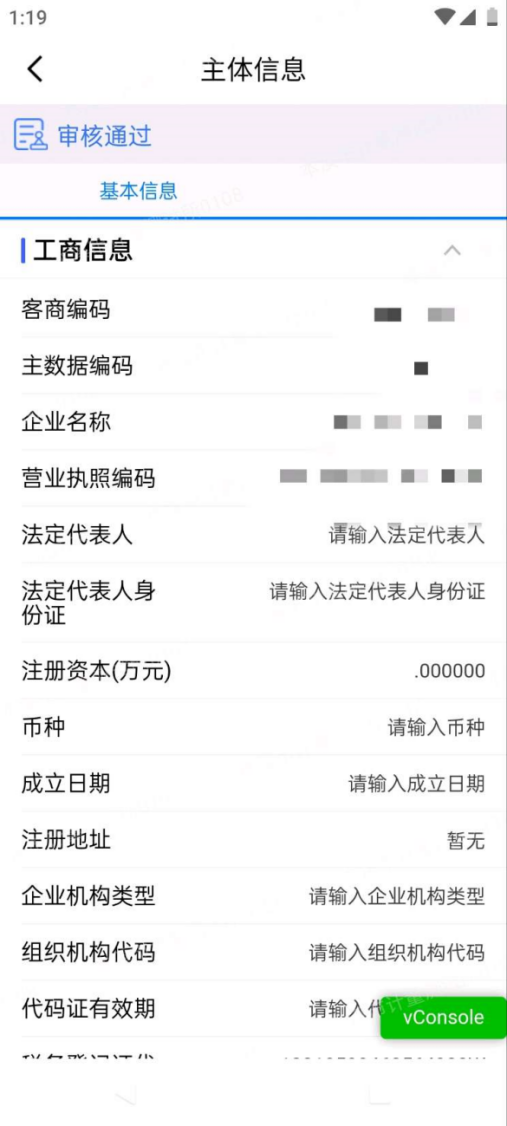 1:19
主体信息
审核通过
基本信息
工商信息
客商编码
主数据编码
企业名称
营业执照编码
法定代表人 请输入法定代表人
法定代表人身 请输入法定代表人身份证
份证
注册资本(万元) .000000
币种 请输入币种
成立日期 请输入成立日期
注册地址 暂无
企业机构类型 请输入企业机构类型
组织机构代码 请输入组织机构代码
代码证有效期 请输入代
vConsole